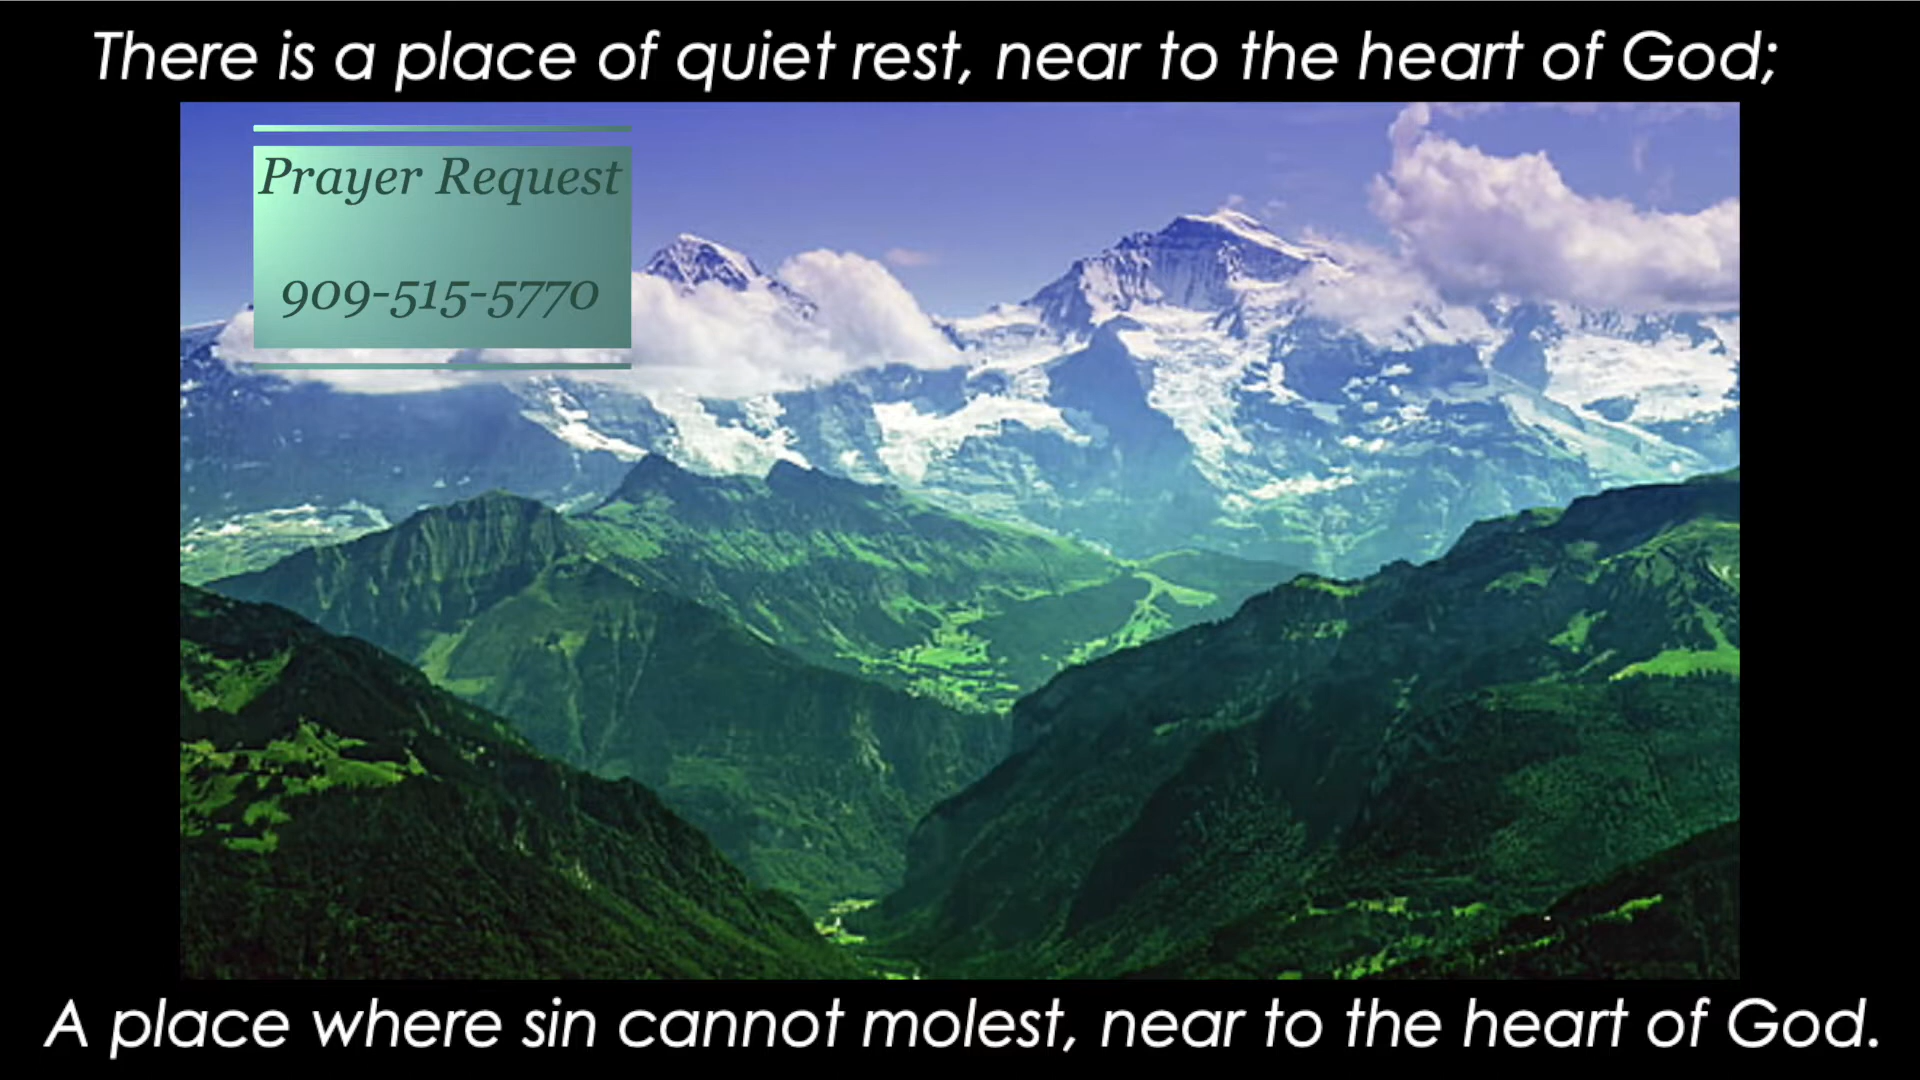 There is a place of quiet rest, near to the heart of God;
Prayer Request
909-515-5770
A place where sin cannot molest, near to the heart of God.